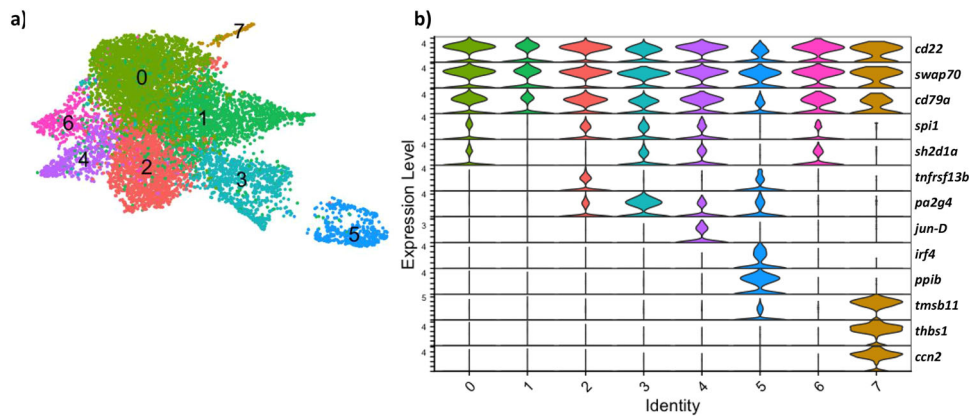 a)
7
0
6
1
4
2
3
5
b)
Expression Level
4 cd22
4 swap70
4 cd79a
4 spi1
4 sh2d1a
tnfrsf13b
4 pa2g4
3 jun-D
4 irf4
4 ppib
5 tmsb11
4 thbs1
4 ccn2
0 1 2 3 4 5 6 7
Identity